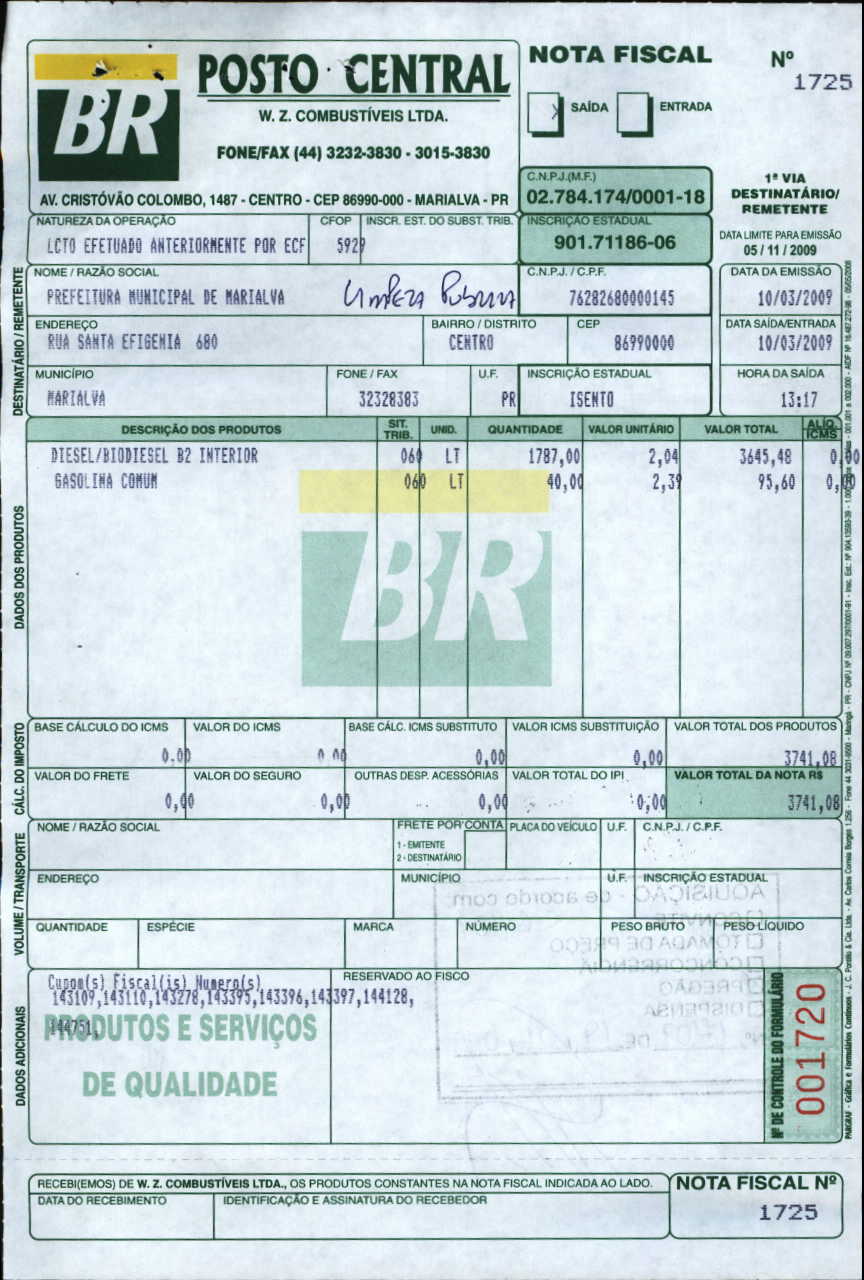 BR
POSTO CENTRAL
W. Z. COMBUSTÍVEIS LTDA.
FONE/FAX (44) 3232-3830 - 3015-3830
AV. CRISTÓVÃO COLOMBO, 1487 - CENTRO - CEP 86990-000 - MARIALVA - PR
NOTA FISCAL Nº 1725
X SAÍDA ENTRADA
C.N.P.J.(M.F.)
02.784.174/0001-18
INSCRIÇÃO ESTADUAL
901.71186-06
1ª VIA
DESTINATÁRIO/
REMETENTE
DATA LIMITE PARA EMISSÃO
05/11/2009
NATUREZA DA OPERAÇÃO CFOP INSCR. EST. DO SUBST. TRIB.
LCTO EFETUADO ANTERIORMENTE POR ECF 5929
DESTINATÁRIO / REMETENTE
NOME / RAZÃO SOCIAL C.N.P.J. / C.P.F. DATA DA EMISSÃO
PREFEITURA MUNICIPAL DE MARIALVA LIMPEZA PÚBLICA 76282680000145 10/03/2009
ENDEREÇO BAIRRO / DISTRITO CEP DATA SAÍDA/ENTRADA
RUA SANTA EFIGENIA 680 CENTRO 86990000 10/03/2009
MUNICÍPIO FONE / FAX U.F. INSCRIÇÃO ESTADUAL HORA DA SAÍDA
MARIALVA 32328383 PR ISENTO 13:17
DADOS DOS PRODUTOS
DESCRIÇÃO DOS PRODUTOS SIT. TRIB. UNID. QUANTIDADE VALOR UNITÁRIO VALOR TOTAL ALÍQ. ICMS
DIESEL/BIODIESEL B2 INTERIOR 060 LT 1787,00 2,04 3645,48 0,00
GASOLINA COMUM 060 LT 40,00 2,39 95,60 0,00
BR
CÁLC. DO IMPOSTO
BASE CÁLCULO DO ICMS VALOR DO ICMS BASE CÁLC. ICMS SUBSTITUTO VALOR ICMS SUBSTITUIÇÃO VALOR TOTAL DOS PRODUTOS
0,00 0,00 0,00 0,00 3741,08
VALOR DO FRETE VALOR DO SEGURO OUTRAS DESP. ACESSÓRIAS VALOR TOTAL DO IPI VALOR TOTAL DA NOTA R$
0,00 0,00 0,00 0,00 3741,08
VOLUME / TRANSPORTE
NOME / RAZÃO SOCIAL FRETE POR CONTA PLACA DO VEÍCULO U.F. C.N.P.J. / C.P.F.
1 - EMITENTE
2 - DESTINATÁRIO
ENDEREÇO MUNICÍPIO U.F. INSCRIÇÃO ESTADUAL
QUANTIDADE ESPÉCIE MARCA NÚMERO PESO BRUTO PESO LÍQUIDO
AQUISIÇÃO - de acordo com:
CONVITE
TOMADA DE PREÇO
CONCORRÊNCIA
PREGÃO
DISPENSA
DADOS ADICIONAIS
Cupom(s) Fiscal(is) Numero(s) RESERVADO AO FISCO
143109,143110,143278,143395,143396,143397,144128,
144751,
PRODUTOS E SERVIÇOS
DE QUALIDADE
Nº DE CONTROLE DO FORMULÁRIO
001720
RECEBI(EMOS) DE W. Z. COMBUSTÍVEIS LTDA., OS PRODUTOS CONSTANTES NA NOTA FISCAL INDICADA AO LADO.
DATA DO RECEBIMENTO IDENTIFICAÇÃO E ASSINATURA DO RECEBEDOR
NOTA FISCAL Nº
1725